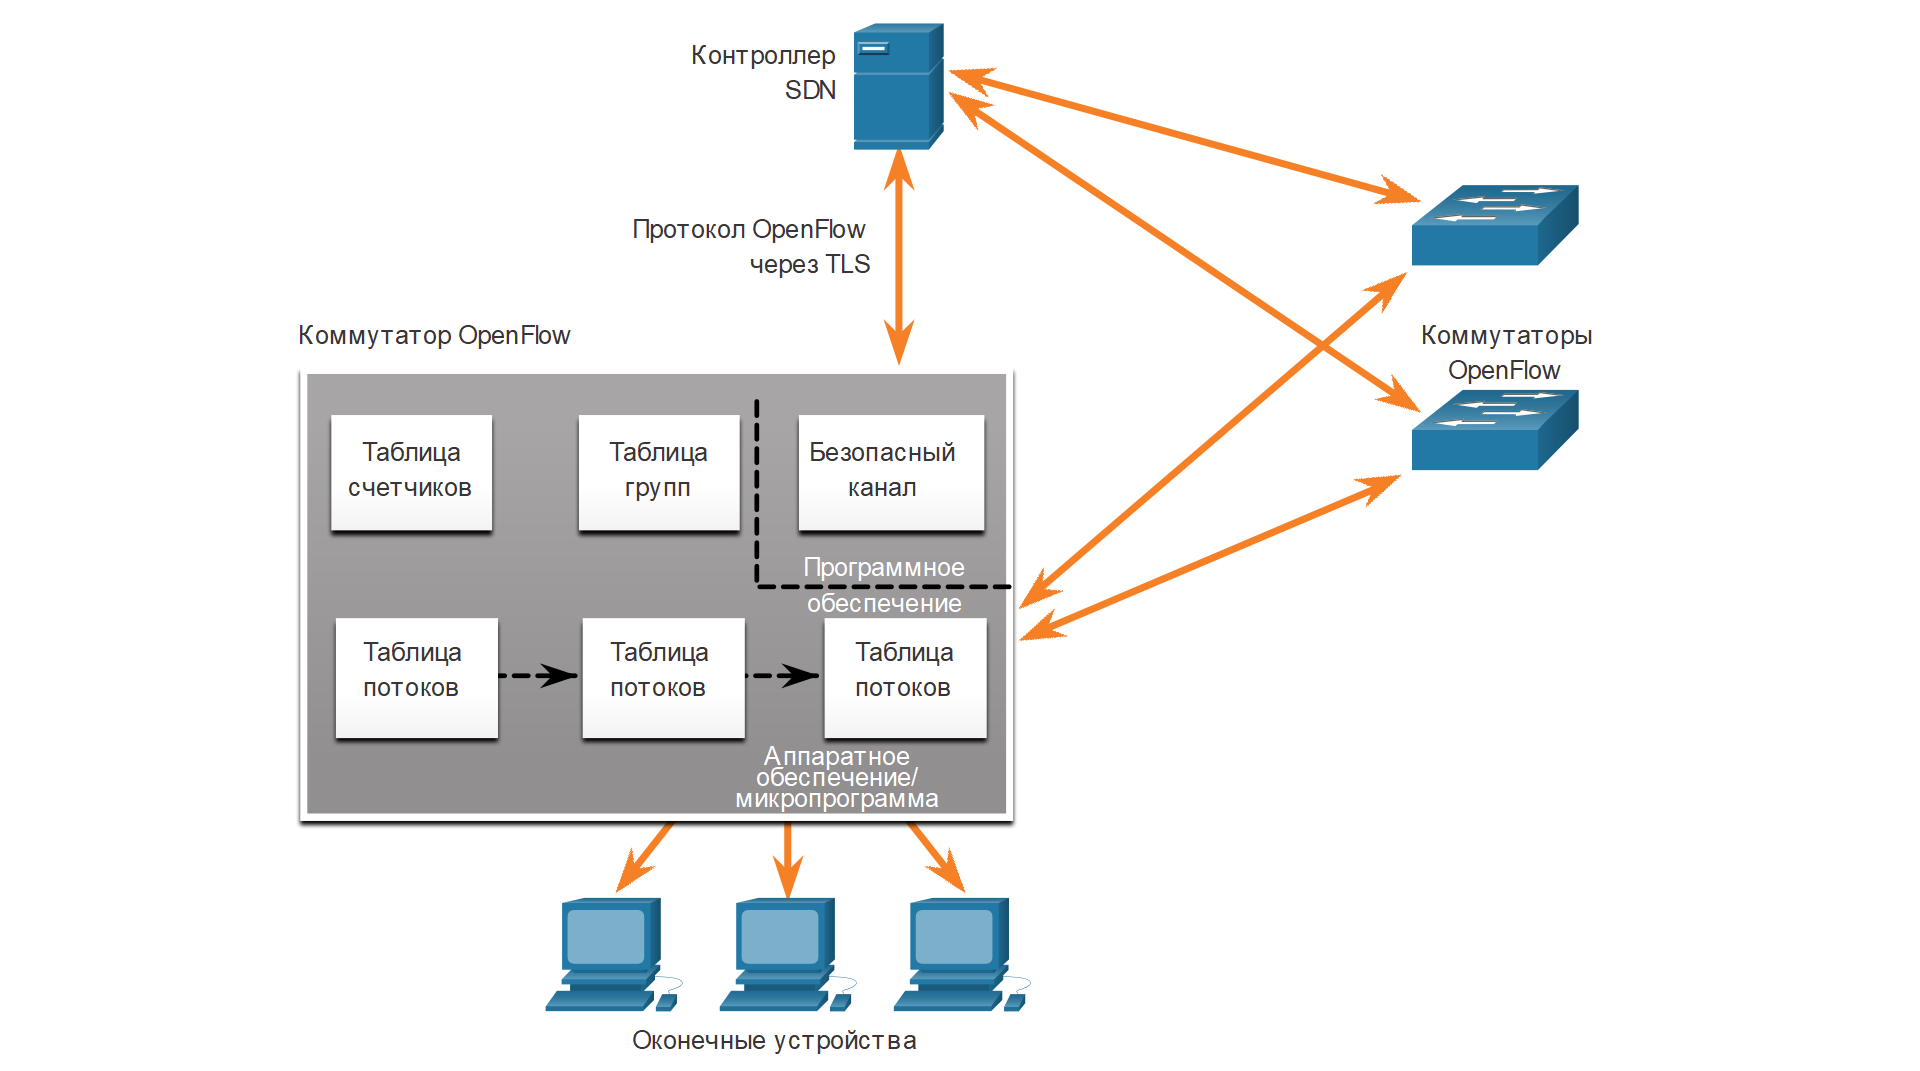 Контроллер
SDN
Протокол OpenFlow
через TLS
Коммутатор OpenFlow
Коммутаторы
OpenFlow
Таблица
счетчиков
Таблица
групп
Безопасный
канал
Программное
обеспечение
Таблица
потоков
Таблица
потоков
Таблица
потоков
Аппаратное
обеспечение/
микропрограмма
Оконечные устройства